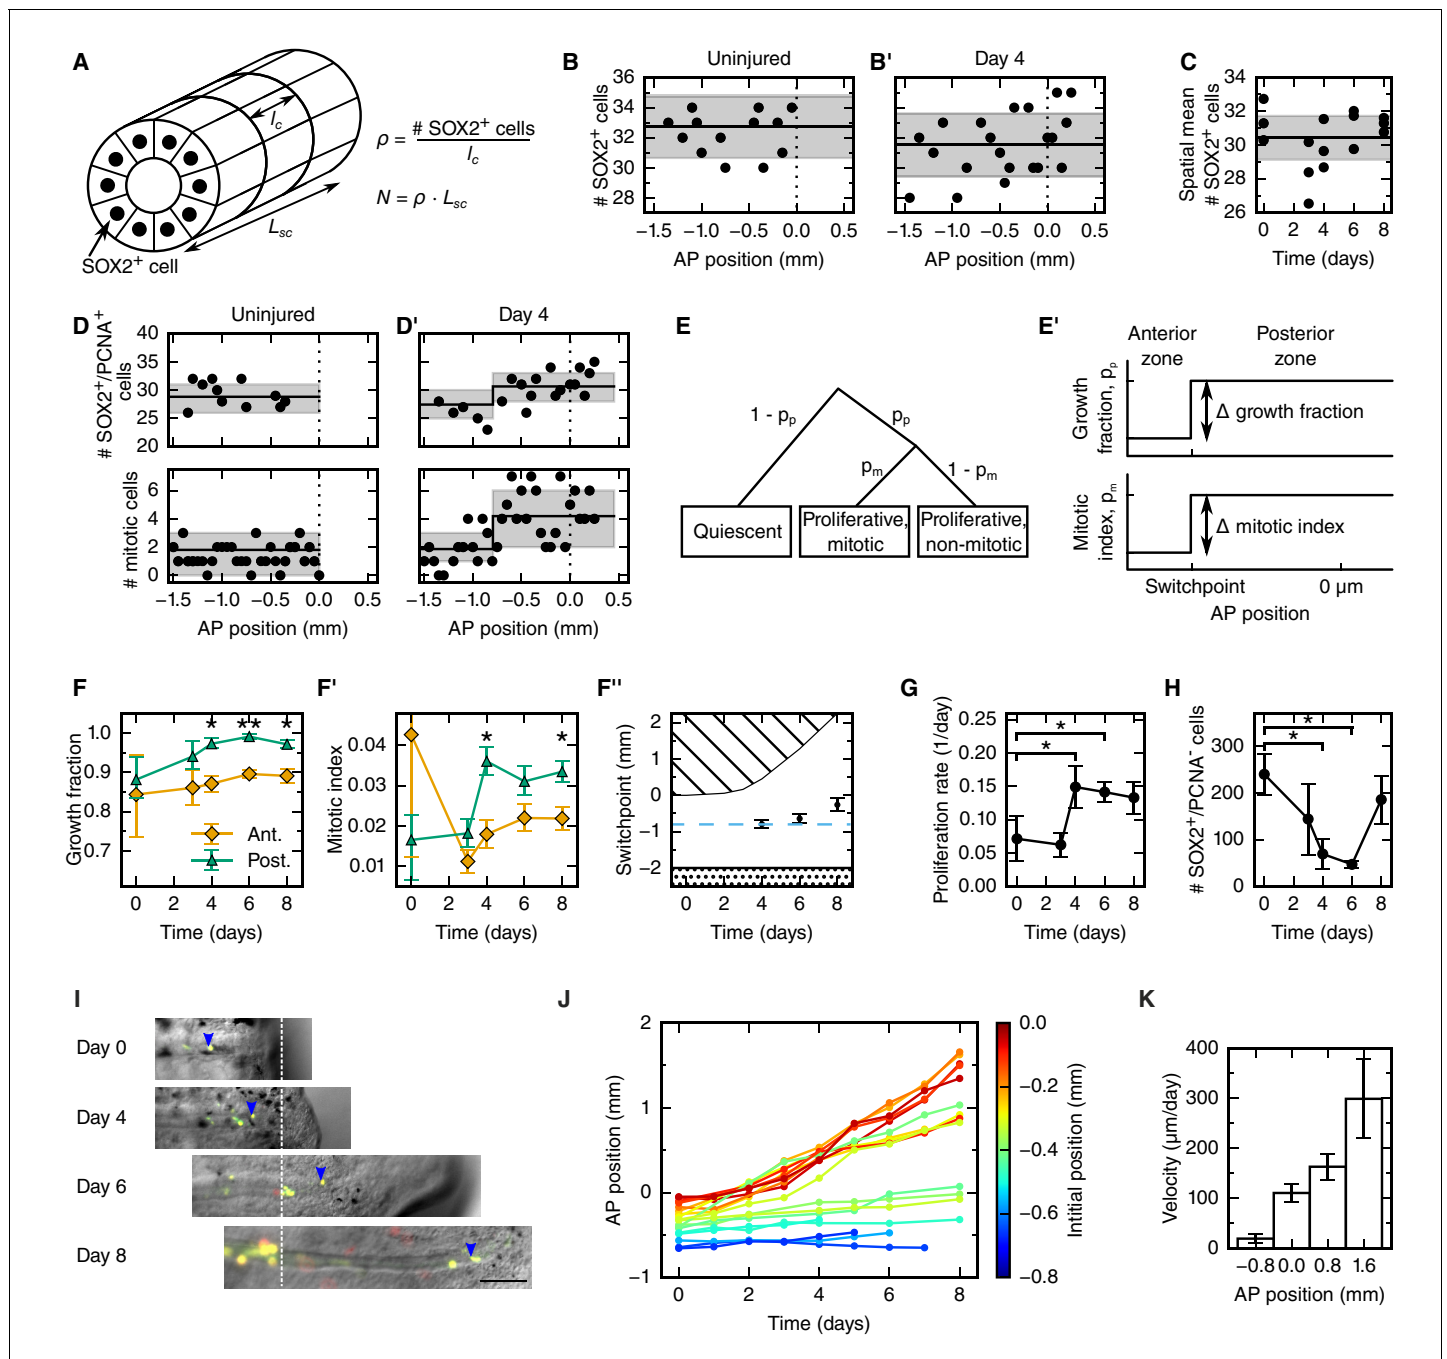 A
l_c
ρ = # SOX2+ cells / l_c
N = ρ · L_sc
L_sc
SOX2+ cell
B
Uninjured
# SOX2+ cells
36
34
32
30
28
−1.5 −1.0 −0.5 0.0 0.5
AP position (mm)
B'
Day 4
−1.5 −1.0 −0.5 0.0 0.5
AP position (mm)
C
Spatial mean
# SOX2+ cells
34
32
30
28
26
0 2 4 6 8
Time (days)
D
Uninjured
# SOX2+/PCNA+
cells
40
35
30
25
20
# mitotic cells
6
4
2
0
−1.5 −1.0 −0.5 0.0 0.5
AP position (mm)
D'
Day 4
−1.5 −1.0 −0.5 0.0 0.5
AP position (mm)
E
1 - p_p
p_p
p_m
1 - p_m
Quiescent
Proliferative,
mitotic
Proliferative,
non-mitotic
E'
Anterior
zone
Posterior
zone
Growth
fraction, p_p
Δ growth fraction
Mitotic
index, p_m
Δ mitotic index
Switchpoint 0 µm
AP position
F
Growth fraction
1.0
0.9
0.8
0.7
* ** *
Ant.
Post.
0 2 4 6 8
Time (days)
F'
Mitotic index
0.04
0.03
0.02
0.01
* *
0 2 4 6 8
Time (days)
F''
Switchpoint (mm)
2
1
0
−1
−2
0 2 4 6 8
Time (days)
G
Proliferation rate (1/day)
0.25
0.20
0.15
0.10
0.05
0.00
*
*
0 2 4 6 8
Time (days)
H
# SOX2+/PCNA- cells
300
200
100
0
*
*
0 2 4 6 8
Time (days)
I
Day 0
Day 4
Day 6
Day 8
J
AP position (mm)
2
1
0
−1
0 2 4 6 8
Time (days)
0.0
−0.2
−0.4
−0.6
−0.8
Intitial position (mm)
K
Velocity (µm/day)
400
300
200
100
0
−0.8 0.0 0.8 1.6
AP position (mm)